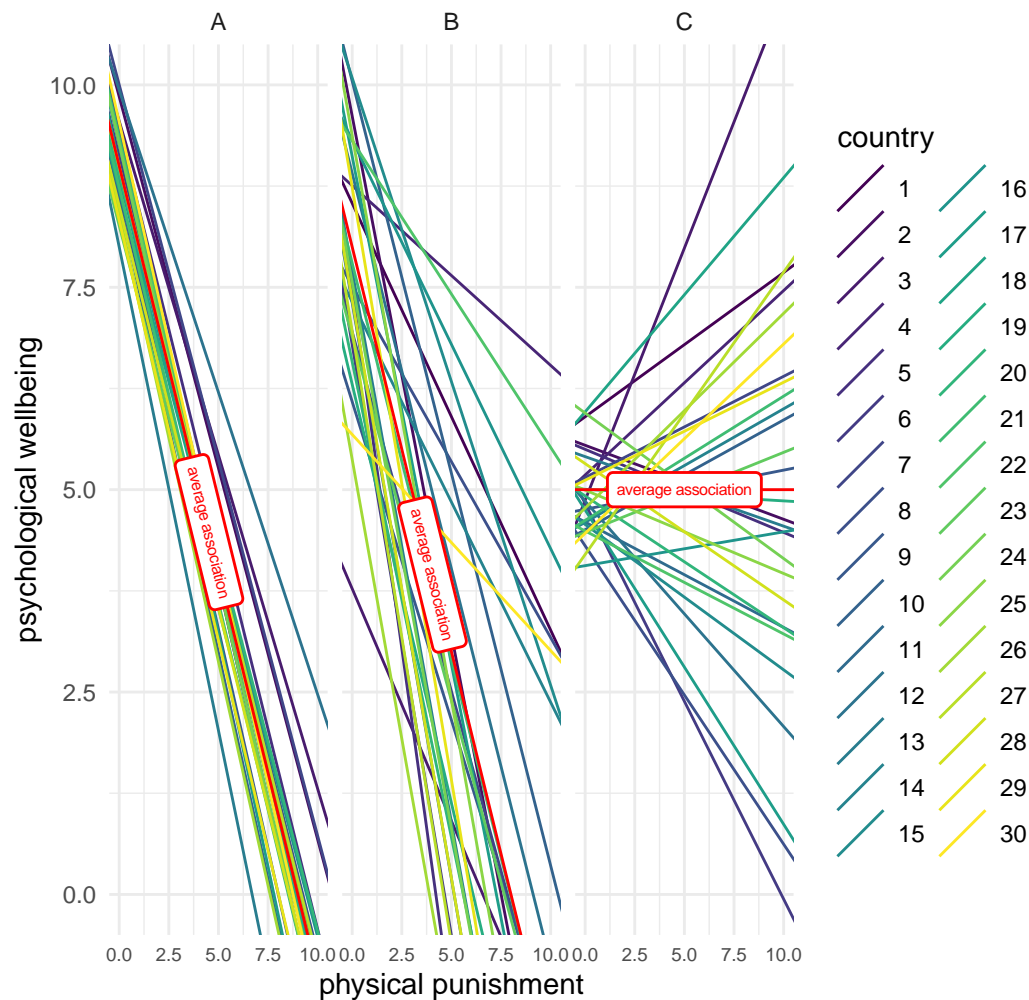 A B C
10.0
7.5
5.0
2.5
0.0
psychological wellbeing
average association
average association
average association
0.0 2.5 5.0 7.5 10.0 0.0 2.5 5.0 7.5 10.0 0.0 2.5 5.0 7.5 10.0
physical punishment
country
1 16
2 17
3 18
4 19
5 20
6 21
7 22
8 23
9 24
10 25
11 26
12 27
13 28
14 29
15 30